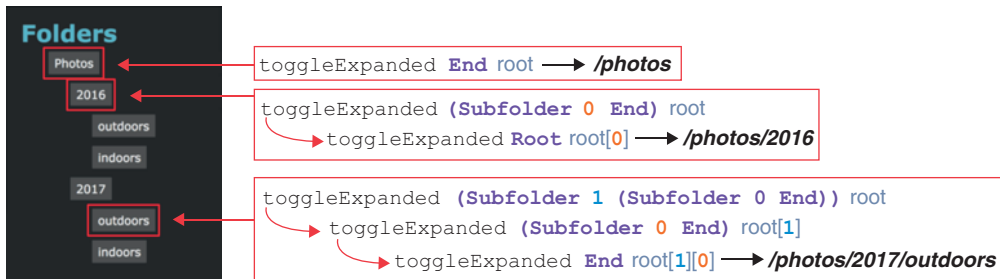 Folders
Photos
2016
outdoors
indoors
2017
outdoors
indoors
toggleExpanded End root → /photos
toggleExpanded (Subfolder 0 End) root
toggleExpanded Root root[0] → /photos/2016
toggleExpanded (Subfolder 1 (Subfolder 0 End)) root
toggleExpanded (Subfolder 0 End) root[1]
toggleExpanded End root[1][0] → /photos/2017/outdoors